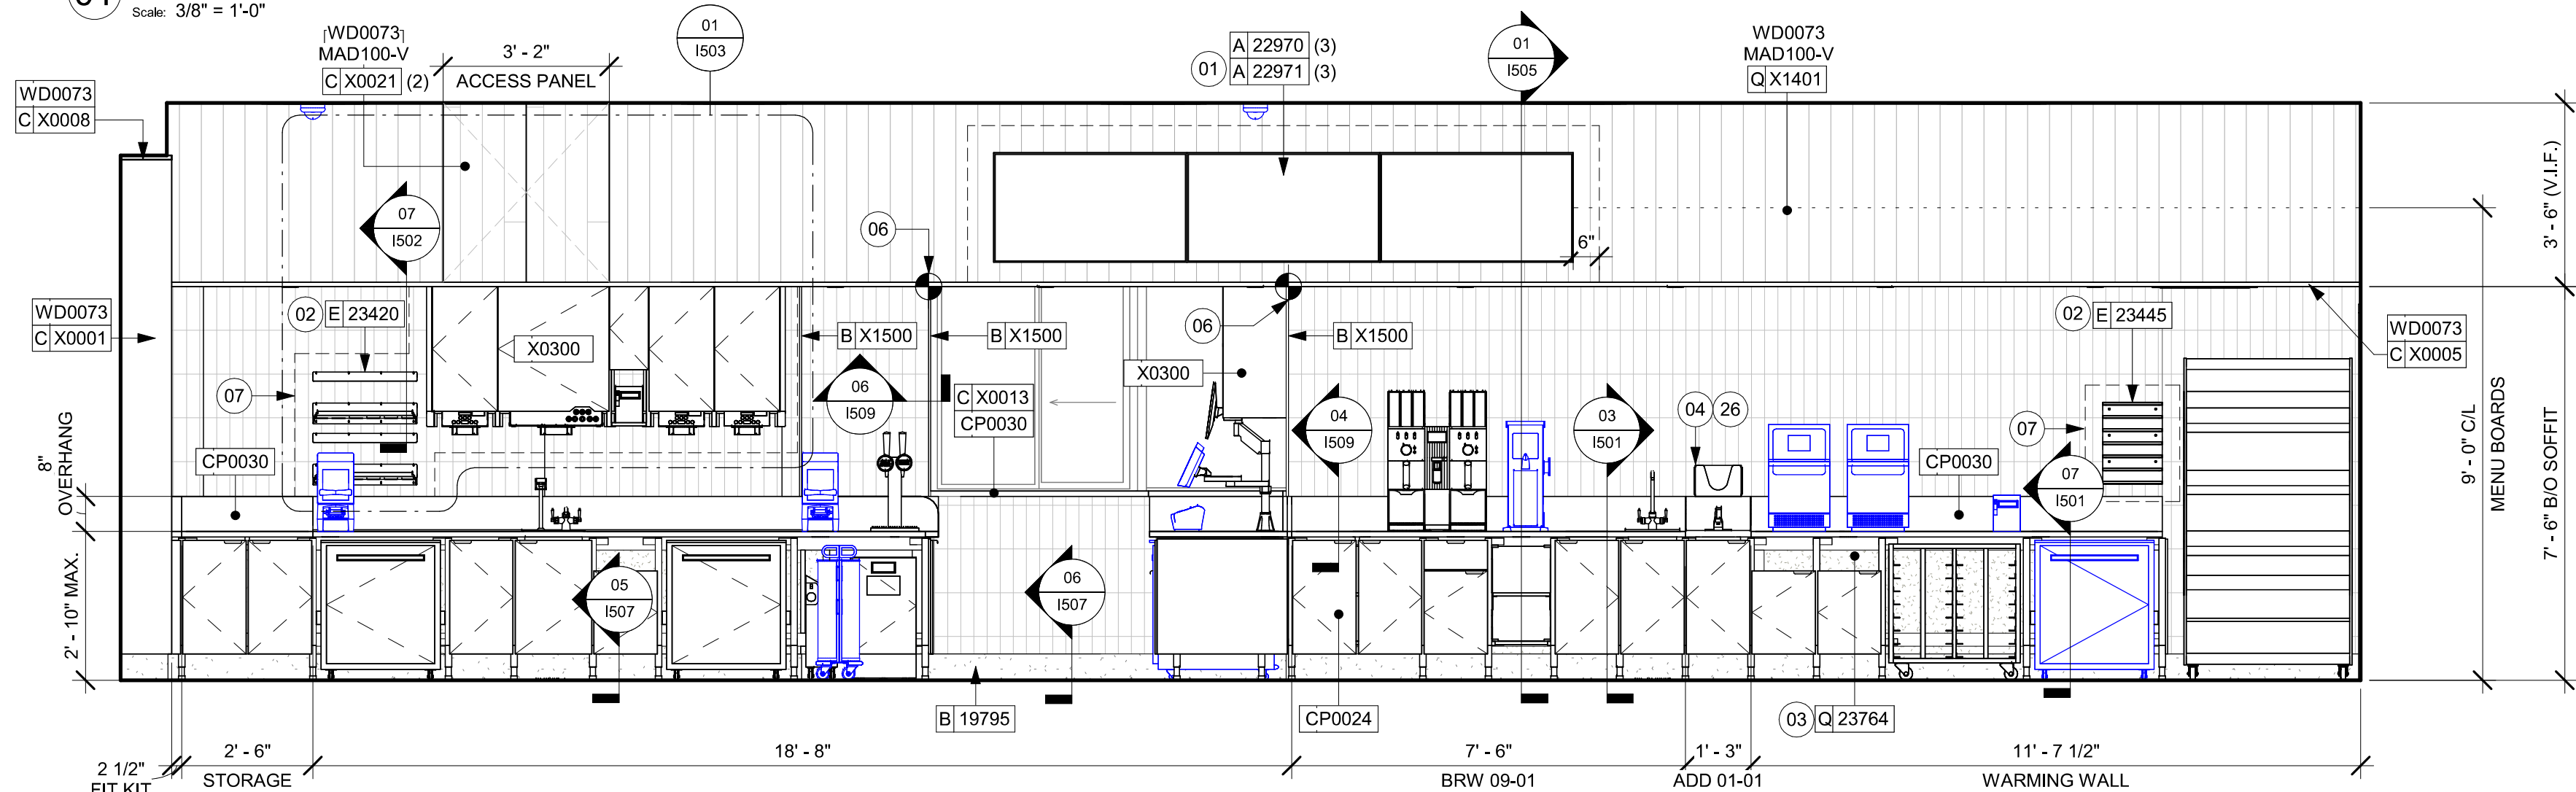 Scale: 3/8" = 1'-0"
WD0073
MAD100-V
C X0021 (2)
3' - 2"
ACCESS PANEL
01
I503
01
A 22970 (3)
A 22971 (3)
01
I505
WD0073
MAD100-V
Q X1401
WD0073
C X0008
07
I502
06
6"
3' - 6" (V.I.F.)
WD0073
C X0001
02
E 23420
X0300
B X1500
B X1500
06
B X1500
X0300
02
E 23445
WD0073
C X0005
07
06
I509
C X0013
CP0030
04
I509
03
I501
04
26
07
8"
OVERHANG
CP0030
CP0030
07
I501
9' - 0" C/L
MENU BOARDS
7' - 6" B/O SOFFIT
2' - 10" MAX.
05
I507
06
I507
B 19795
CP0024
03
Q 23764
2 1/2"
FIT KIT
2' - 6"
STORAGE
18' - 8"
7' - 6"
BRW 09-01
1' - 3"
ADD 01-01
11' - 7 1/2"
WARMING WALL